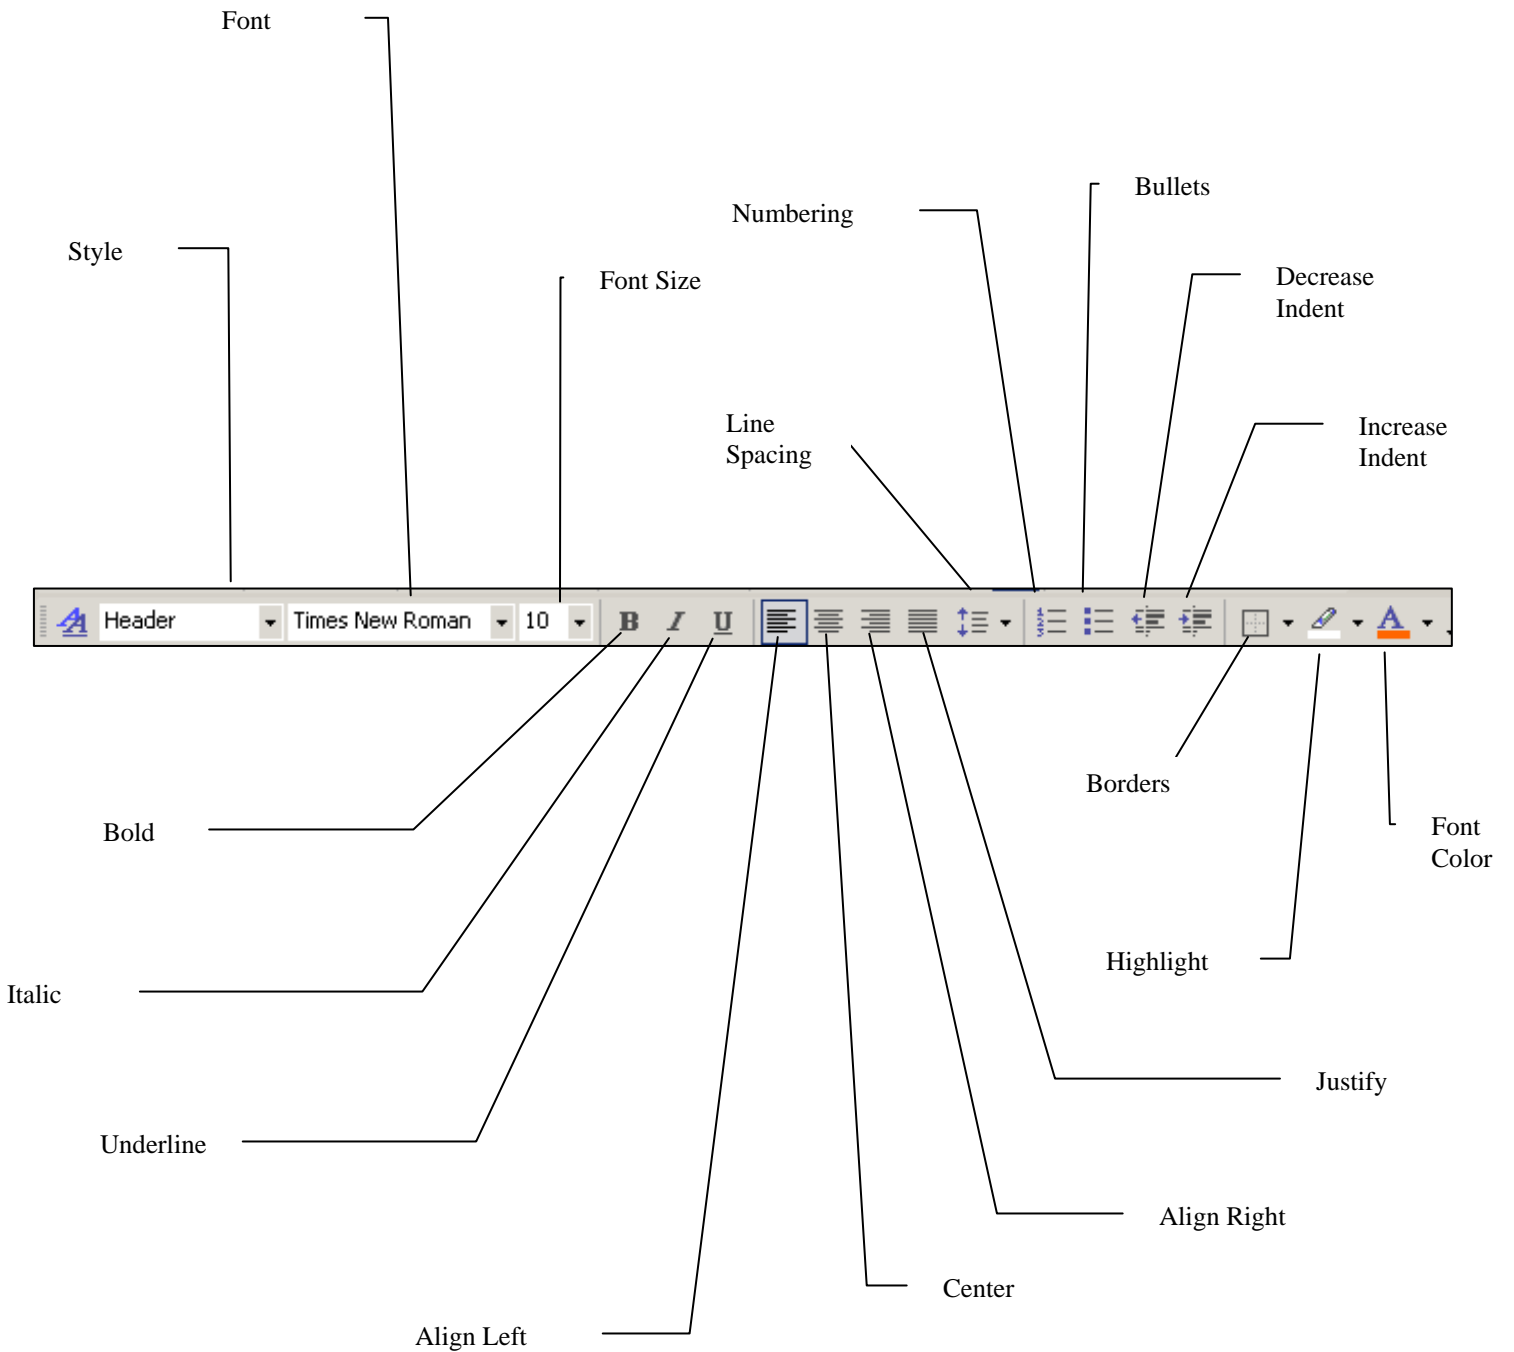 Font
Bullets
Numbering
Style
Font Size
Decrease
Indent
Line
Spacing
Increase
Indent
Header
Times New Roman
10
B
I
U
A
Borders
Bold
Font
Color
Highlight
Italic
Justify
Underline
Align Right
Center
Align Left